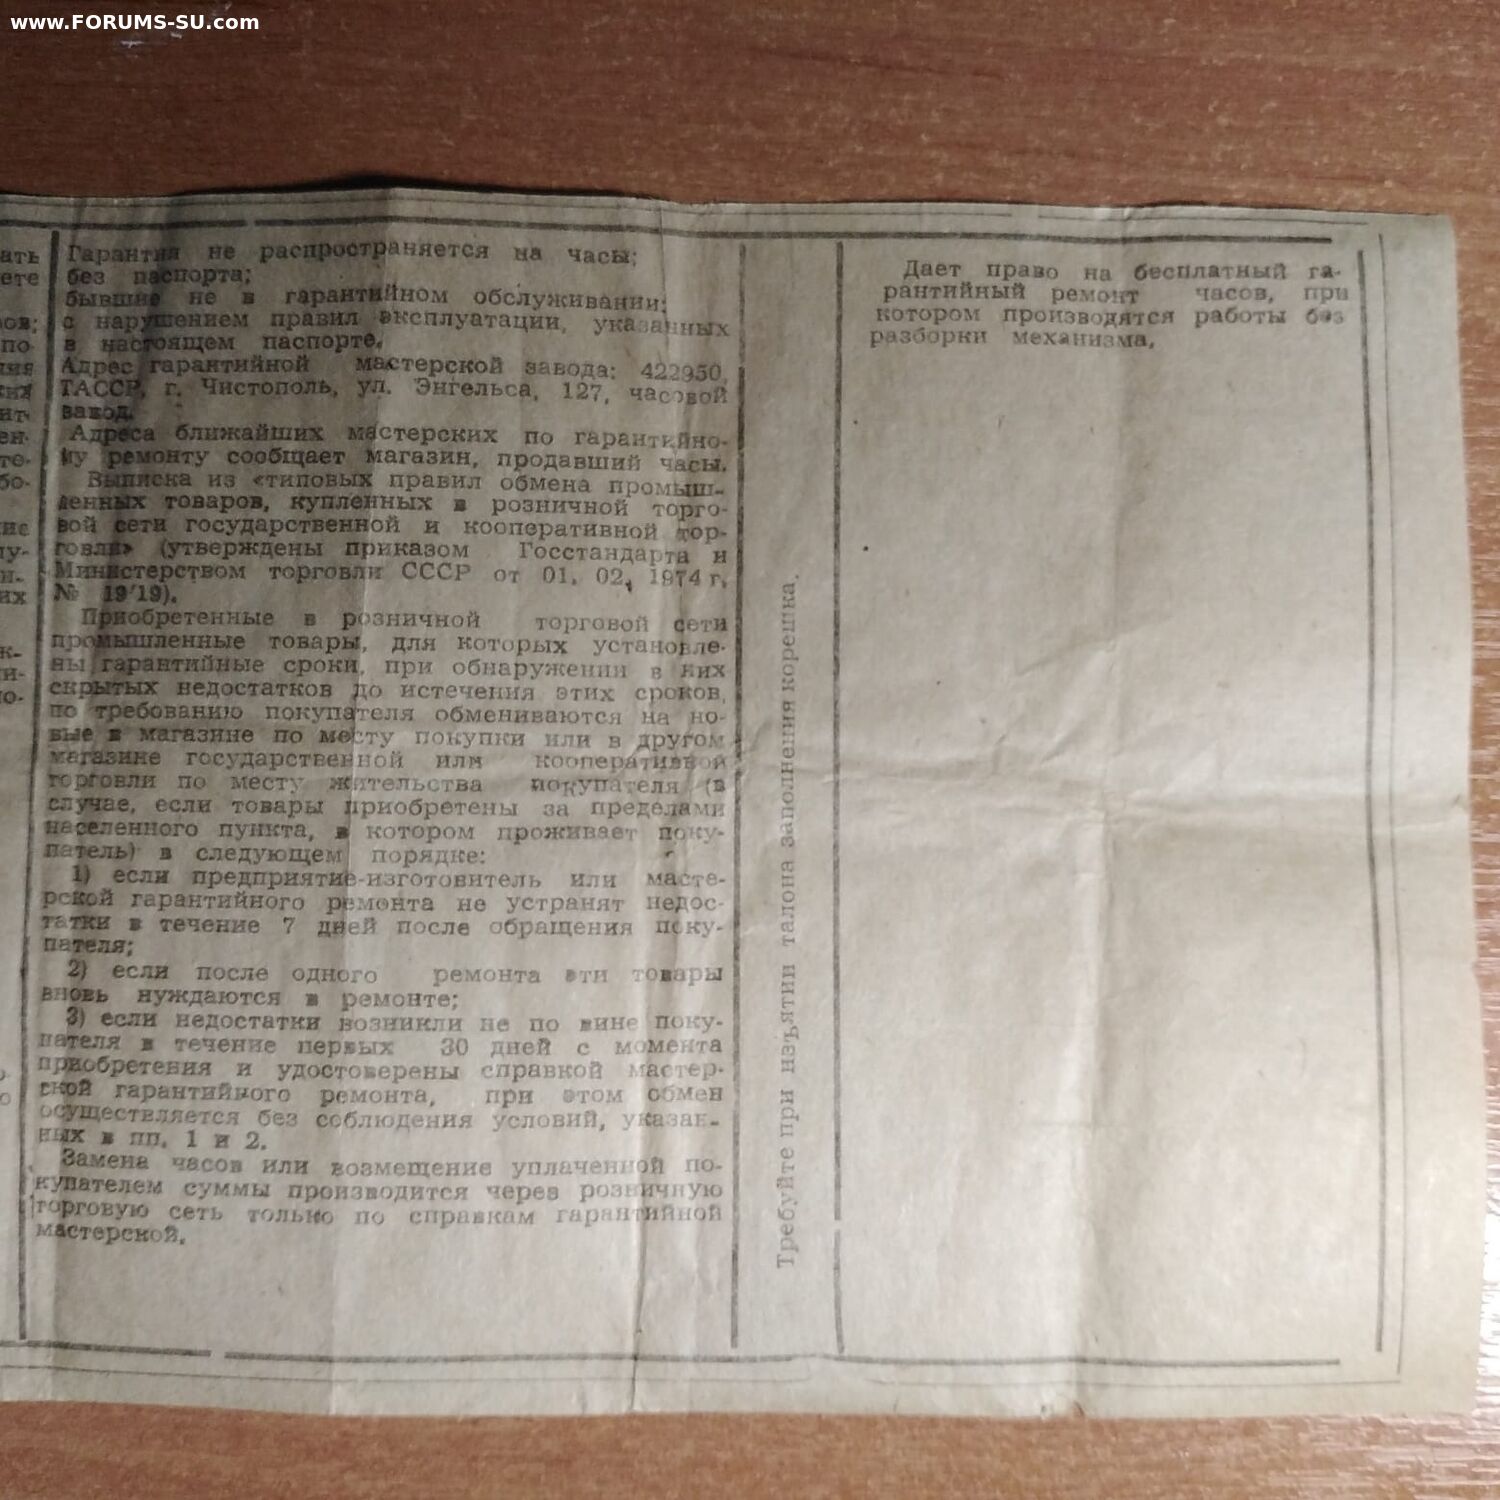 www.FORUMS-SU.com
ать
ете
ов;
по
ния
ит-
ен-
те-
бо-
ие
лу-
и-
их
к-
и-
о-
Гарантия не распространяется на часы;
без паспорта;
бывшие не в гарантийном обслуживании;
с нарушением правил эксплуатации, указанных
в настоящем паспорте.
Адрес гарантийной мастерской завода: 422950,
ТАССР, г. Чистополь, ул. Энгельса, 127, часовой
завод.
Адреса ближайших мастерских по гарантийно-
му ремонту сообщает магазин, продавший часы.
Выписка из «типовых правил обмена промыш-
ленных товаров, купленных в розничной торго-
вой сети государственной и кооперативной тор-
говли» (утверждены приказом Госстандарта и
Министерством торговли СССР от 01. 02. 1974 г.
№ 19/19).
Приобретенные в розничной торговой сети
промышленные товары, для которых установле-
ны гарантийные сроки, при обнаружении в них
скрытых недостатков до истечения этих сроков,
по требованию покупателя обмениваются на но-
вые в магазине по месту покупки или в другом
магазине государственной или кооперативной
торговли по месту жительства покупателя (в
случае, если товары приобретены за пределами
населенного пункта, в котором проживает поку-
патель) в следующем порядке:
1) если предприятие-изготовитель или масте-
рской гарантийного ремонта не устранят недос-
татки в течение 7 дней после обращения поку-
пателя;
2) если после одного ремонта эти товары
вновь нуждаются в ремонте;
3) если недостатки возникли не по вине поку-
пателя в течение первых 30 дней с момента
приобретения и удостоверены справкой мастер-
ской гарантийного ремонта, при этом обмен
осуществляется без соблюдения условий, указан-
ных в пп. 1 и 2.
Замена часов или возмещение уплаченной по-
купателем суммы производится через розничную
торговую сеть только по справкам гарантийной
мастерской.
Требуйте при изъятии талона заполнения корешка.
Дает право на бесплатный га-
рантийный ремонт часов, при
котором производятся работы без
разборки механизма.